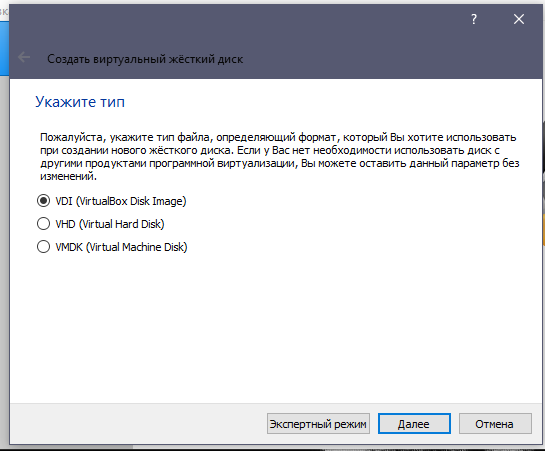 ?
Создать виртуальный жёсткий диск
Укажите тип
Пожалуйста, укажите тип файла, определяющий формат, который Вы хотите использовать
при создании нового жёсткого диска. Если у Вас нет необходимости использовать диск с
другими продуктами программной виртуализации, Вы можете оставить данный параметр без
изменений.
VDI (VirtualBox Disk Image)
VHD (Virtual Hard Disk)
VMDK (Virtual Machine Disk)
Экспертный режим
Далее
Отмена